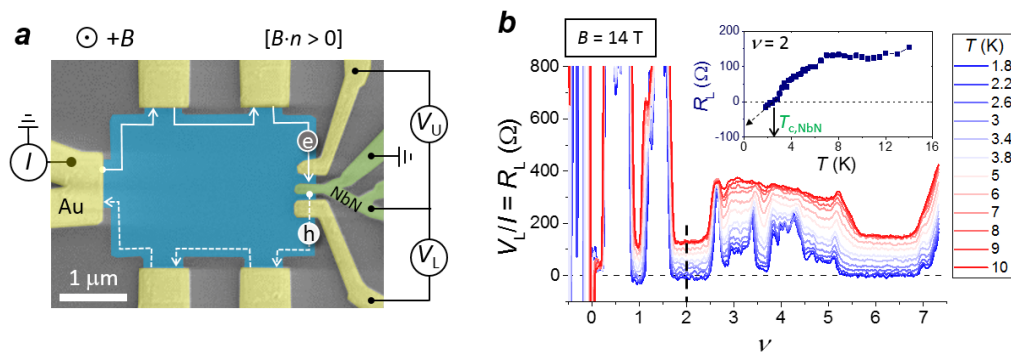 a
+B
[B·n > 0]
e
V_U
I
NbN
Au
h
V_L
1 μm
b
B = 14 T
V_L/I = R_L (Ω)
800
600
400
200
0
0
1
2
3
4
5
6
7
ν
ν = 2
R_L (Ω)
200
100
0
-100
T_c,NbN
4
8
12
16
T (K)
T (K)
1.8
2.2
2.6
3
3.4
3.8
5
6
7
8
9
10